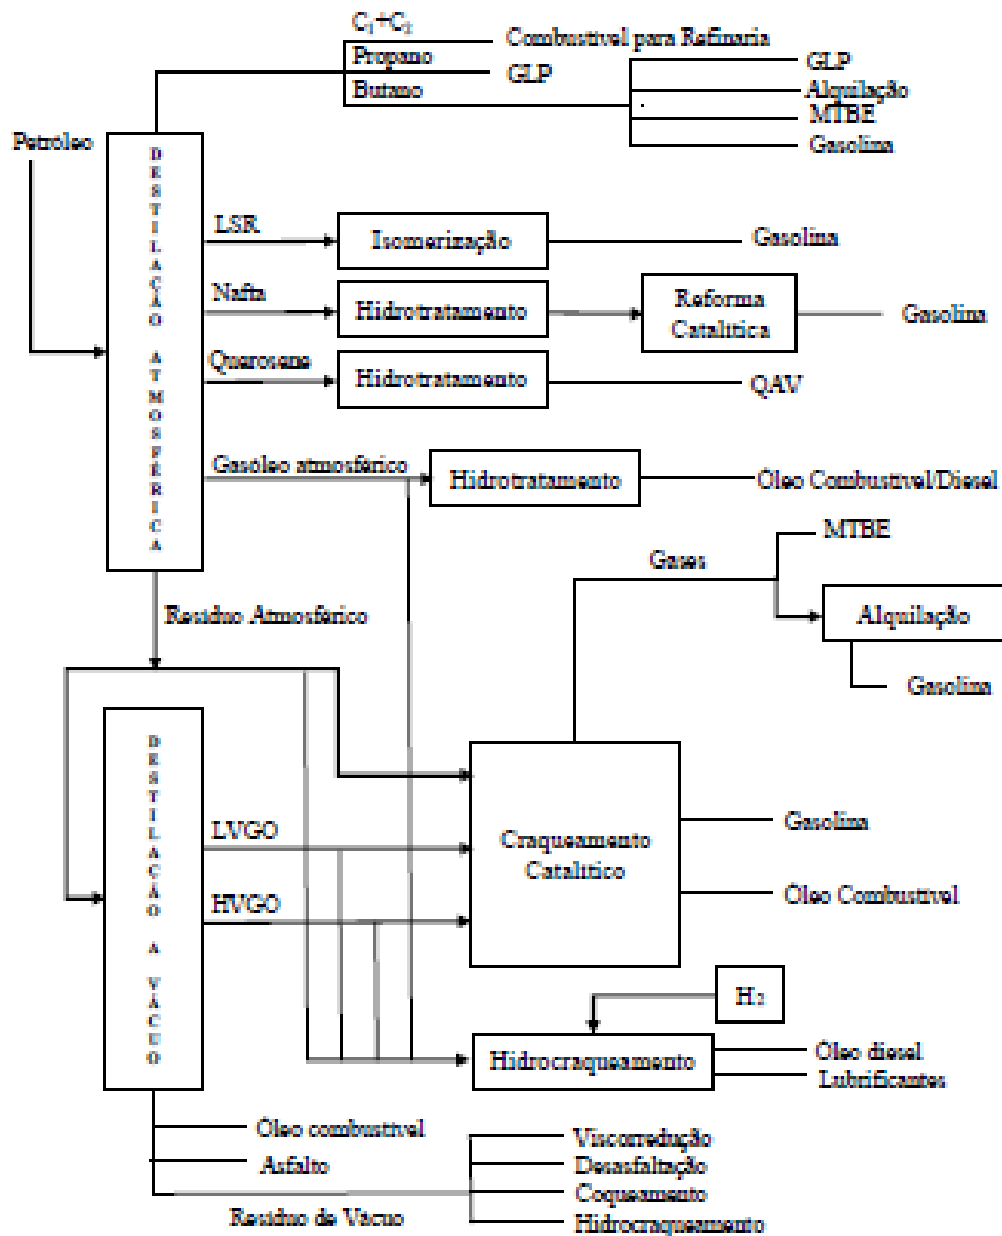 C₁+C₂
Combustível para Refinaria
Propano
GLP
Butano
GLP
Alquilação
MTBE
Gasolina
Petróleo
DESTILAÇÃO ATMOSFÉRICA
LSR
Isomerização
Gasolina
Nafta
Hidrotratamento
Reforma
Catalítica
Gasolina
Querosene
Hidrotratamento
QAV
Gasóleo atmosférico
Hidrotratamento
Óleo Combustível/Diesel
MTBE
Gases
Resíduo Atmosférico
Alquilação
Gasolina
DESTILAÇÃO A VÁCUO
LVGO
Craqueamento
Catalítico
Gasolina
HVGO
Óleo Combustível
H₂
Hidrocraqueamento
Óleo diesel
Lubrificantes
Óleo combustível
Asfalto
Resíduo de Vácuo
Viscorredução
Desasfaltação
Coqueamento
Hidrocraqueamento